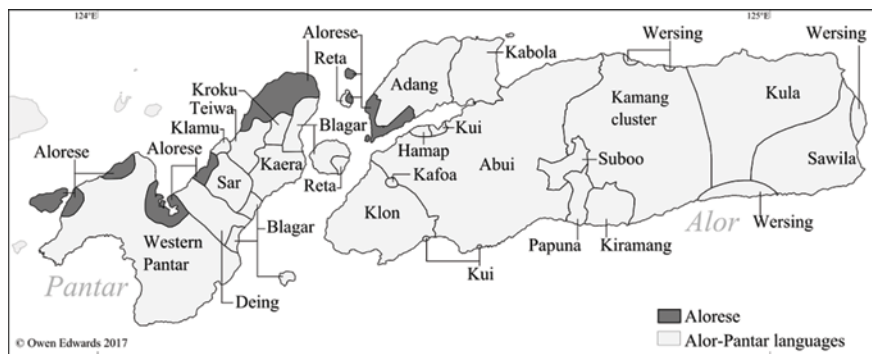 124°E
125°E
Alorese
Reta
Kroku
Teiwa
Klamu
Alorese
Alorese
Sar
Kaera
Blagar
Reta
Western
Pantar
Blagar
Deing
Pantar
Adang
Kabola
Kui
Hamap
Kafoa
Klon
Abui
Kui
Wersing
Wersing
Kamang
cluster
Kula
Suboo
Sawila
Papuna
Kiramang
Wersing
Alor
Alorese
Alor-Pantar languages
© Owen Edwards 2017